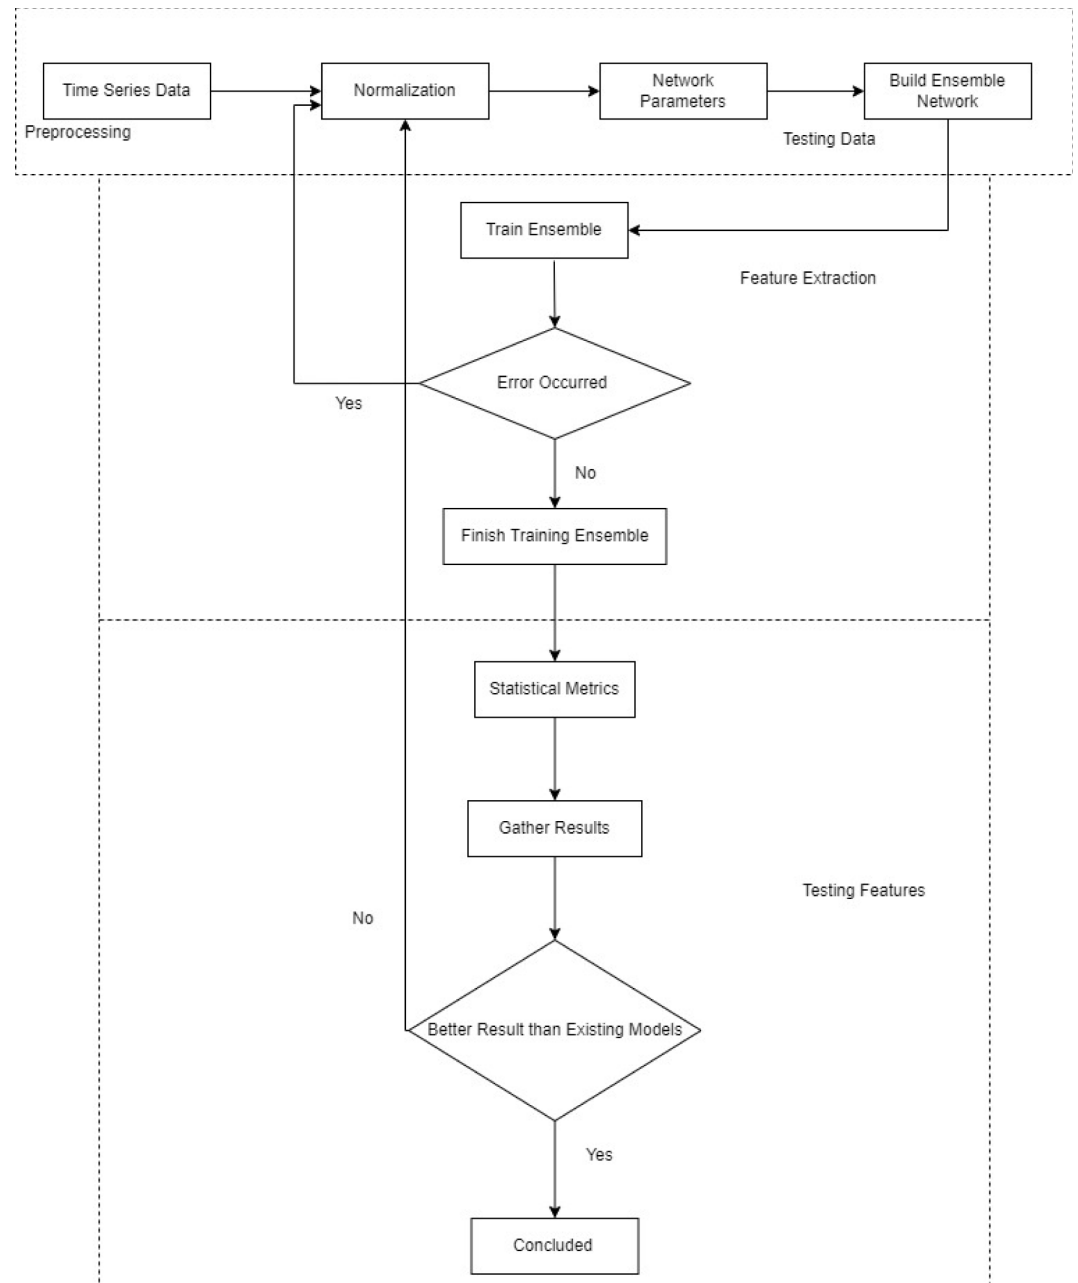 Time Series Data
Normalization
Network
Parameters
Build Ensemble
Network
Preprocessing
Testing Data
Train Ensemble
Feature Extraction
Error Occurred
Yes
No
Finish Training Ensemble
Statistical Metrics
Gather Results
Testing Features
No
Better Result than Existing Models
Yes
Concluded